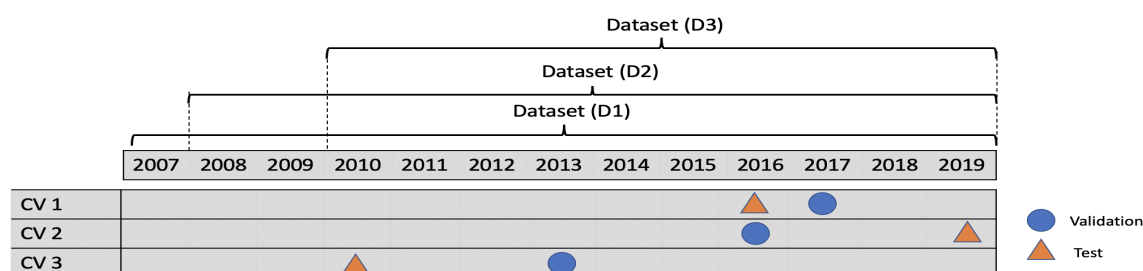 Dataset (D3)
Dataset (D2)
Dataset (D1)
2007 2008 2009 2010 2011 2012 2013 2014 2015 2016 2017 2018 2019
CV 1
CV 2
CV 3
Validation
Test